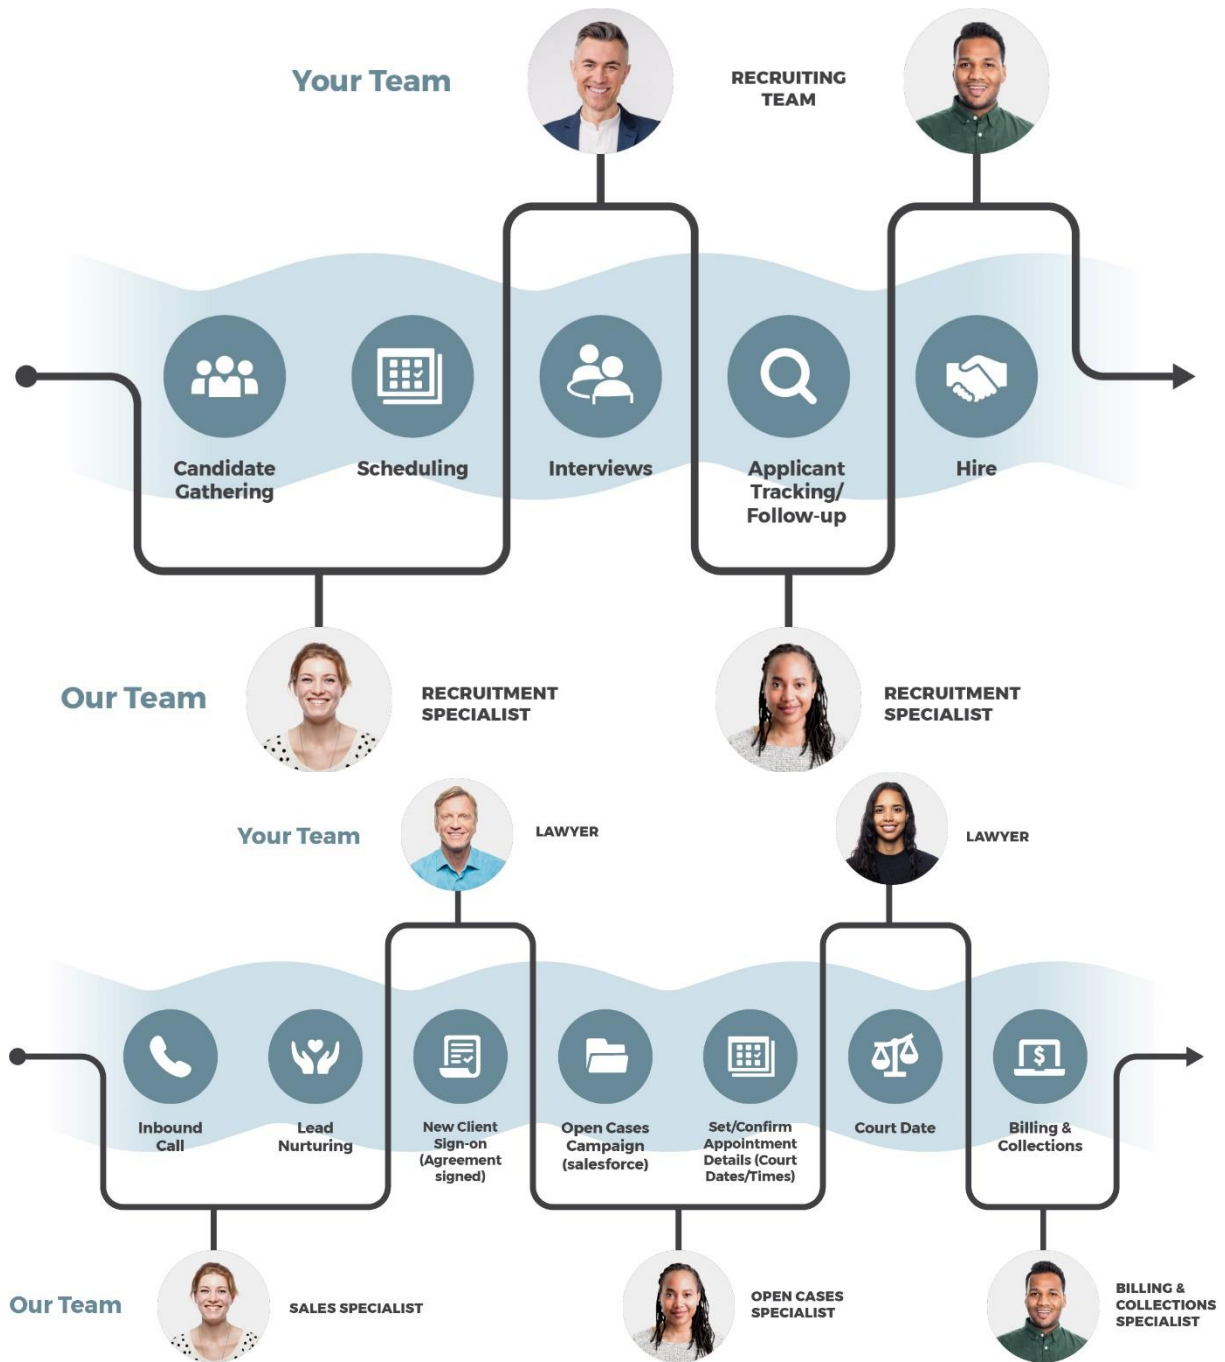 Your Team
RECRUITING
TEAM
Candidate
Gathering
Scheduling
Interviews
Applicant
Tracking/
Follow-up
Hire
Our Team
RECRUITMENT
SPECIALIST
RECRUITMENT
SPECIALIST
Your Team
LAWYER
LAWYER
Inbound
Call
Lead
Nurturing
New Client
Sign-on
(Agreement
signed)
Open Cases
Campaign
(salesforce)
Set/Confirm
Appointment
Details (Court
Dates/Times)
Court Date
$
Billing &
Collections
Our Team
SALES SPECIALIST
OPEN CASES
SPECIALIST
BILLING &
COLLECTIONS
SPECIALIST